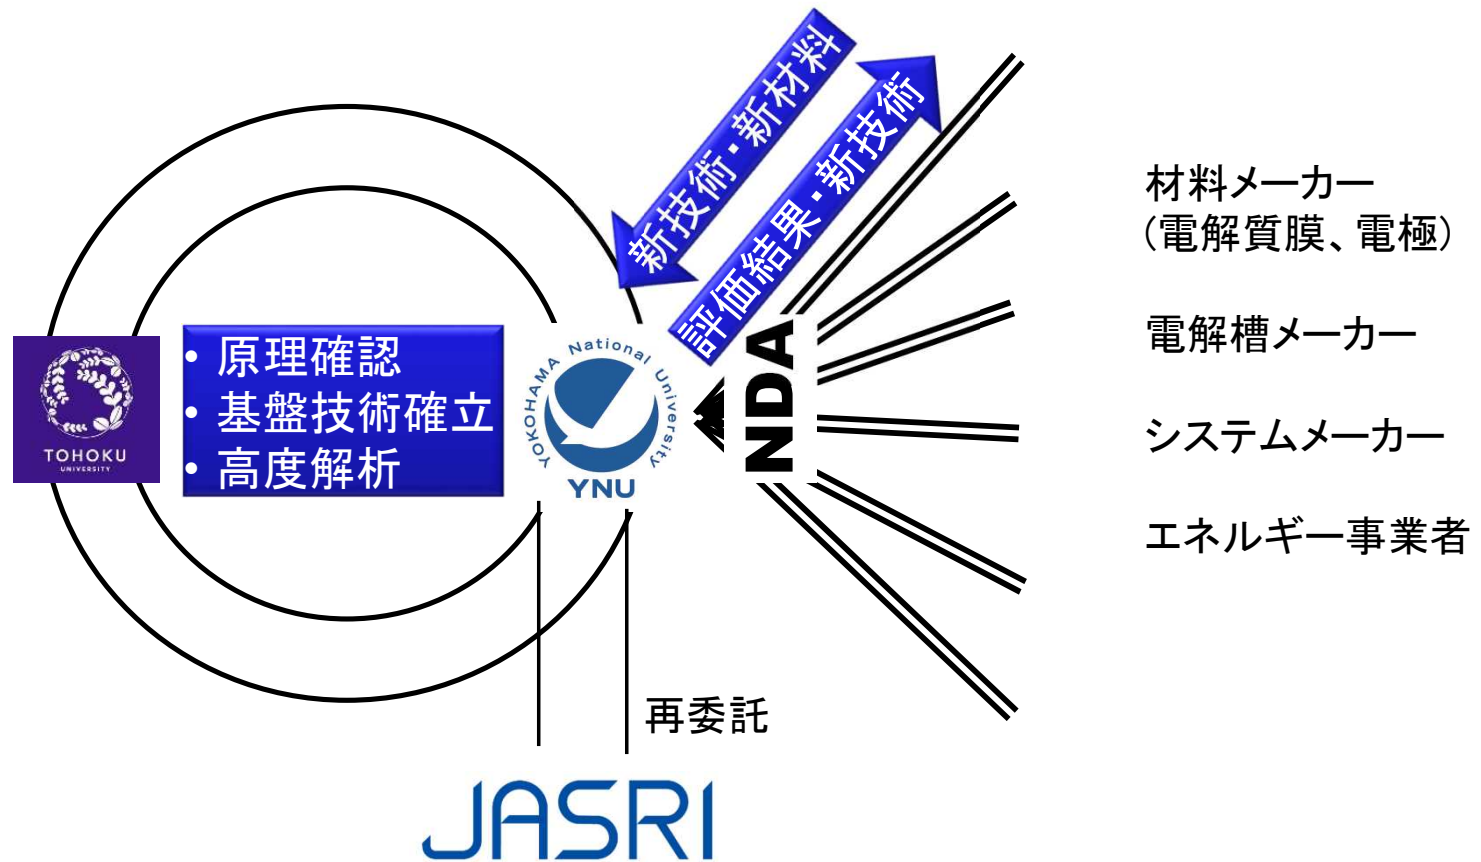 新技術・新材料
評価結果・新技術
材料メーカー
(電解質膜、電極)
電解槽メーカー
システムメーカー
エネルギー事業者
TOHOKU
UNIVERSITY
• 原理確認
• 基盤技術確立
• 高度解析
YOKOHAMA National University
YNU
NDA
再委託
JASRI